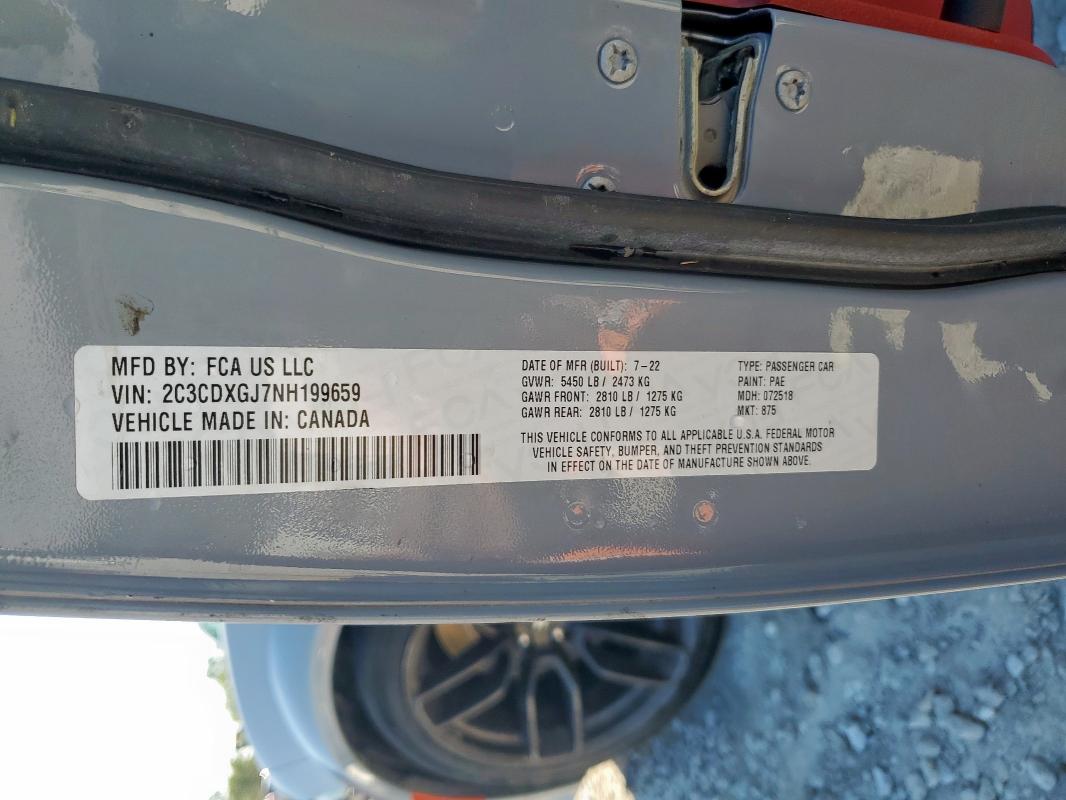 MFD BY: FCA US LLC
VIN: 2C3CDXGJ7NH199659
VEHICLE MADE IN: CANADA
DATE OF MFR (BUILT): 7-22
GVWR: 5450 LB / 2473 KG
GAWR FRONT: 2810 LB / 1275 KG
GAWR REAR: 2810 LB / 1275 KG
TYPE: PASSENGER CAR
PAINT: PAE
MDH: 072518
MKT: 875
THIS VEHICLE CONFORMS TO ALL APPLICABLE U.S.A. FEDERAL MOTOR
VEHICLE SAFETY, BUMPER, AND THEFT PREVENTION STANDARDS
IN EFFECT ON THE DATE OF MANUFACTURE SHOWN ABOVE.